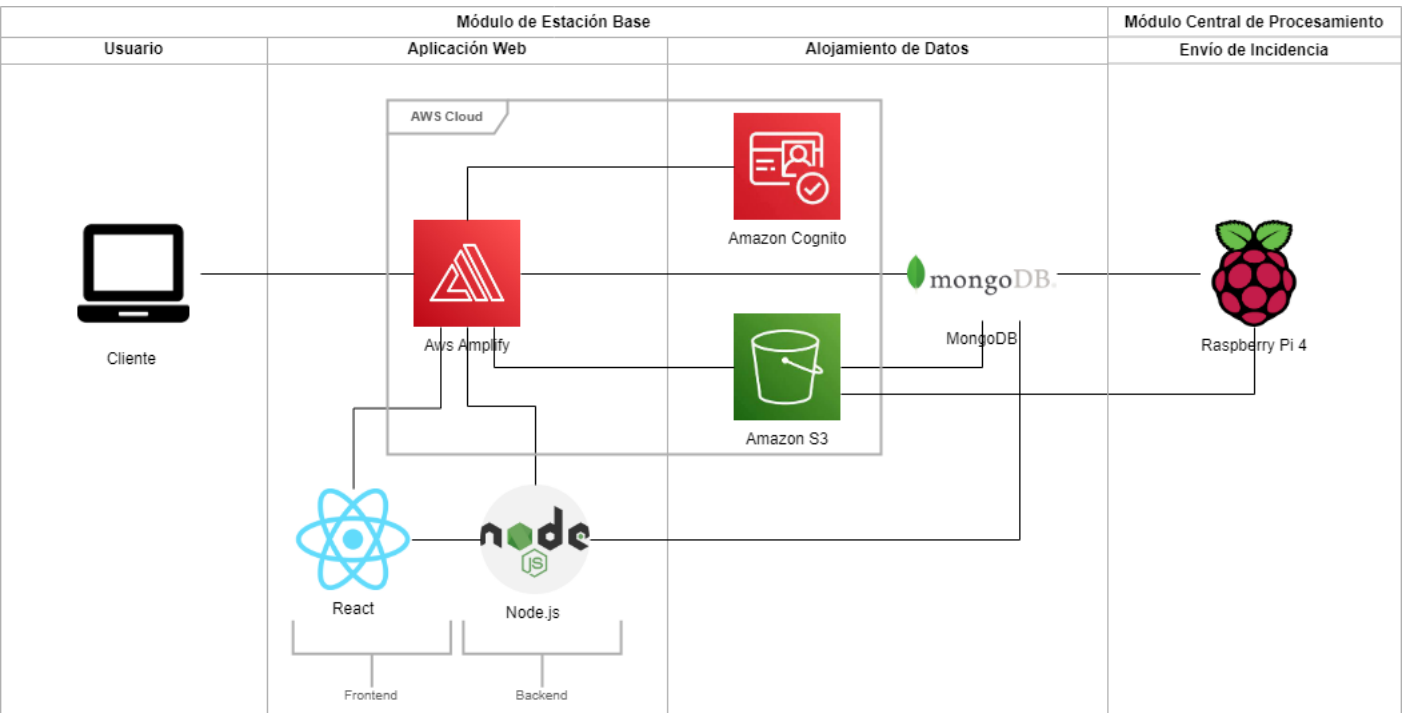 Módulo de Estación Base
Módulo Central de Procesamiento
Usuario
Aplicación Web
Alojamiento de Datos
Envío de Incidencia
AWS Cloud
Amazon Cognito
mongoDB.
MongoDB
Cliente
Aws Amplify
Raspberry Pi 4
Amazon S3
node
JS
React
Node.js
Frontend
Backend